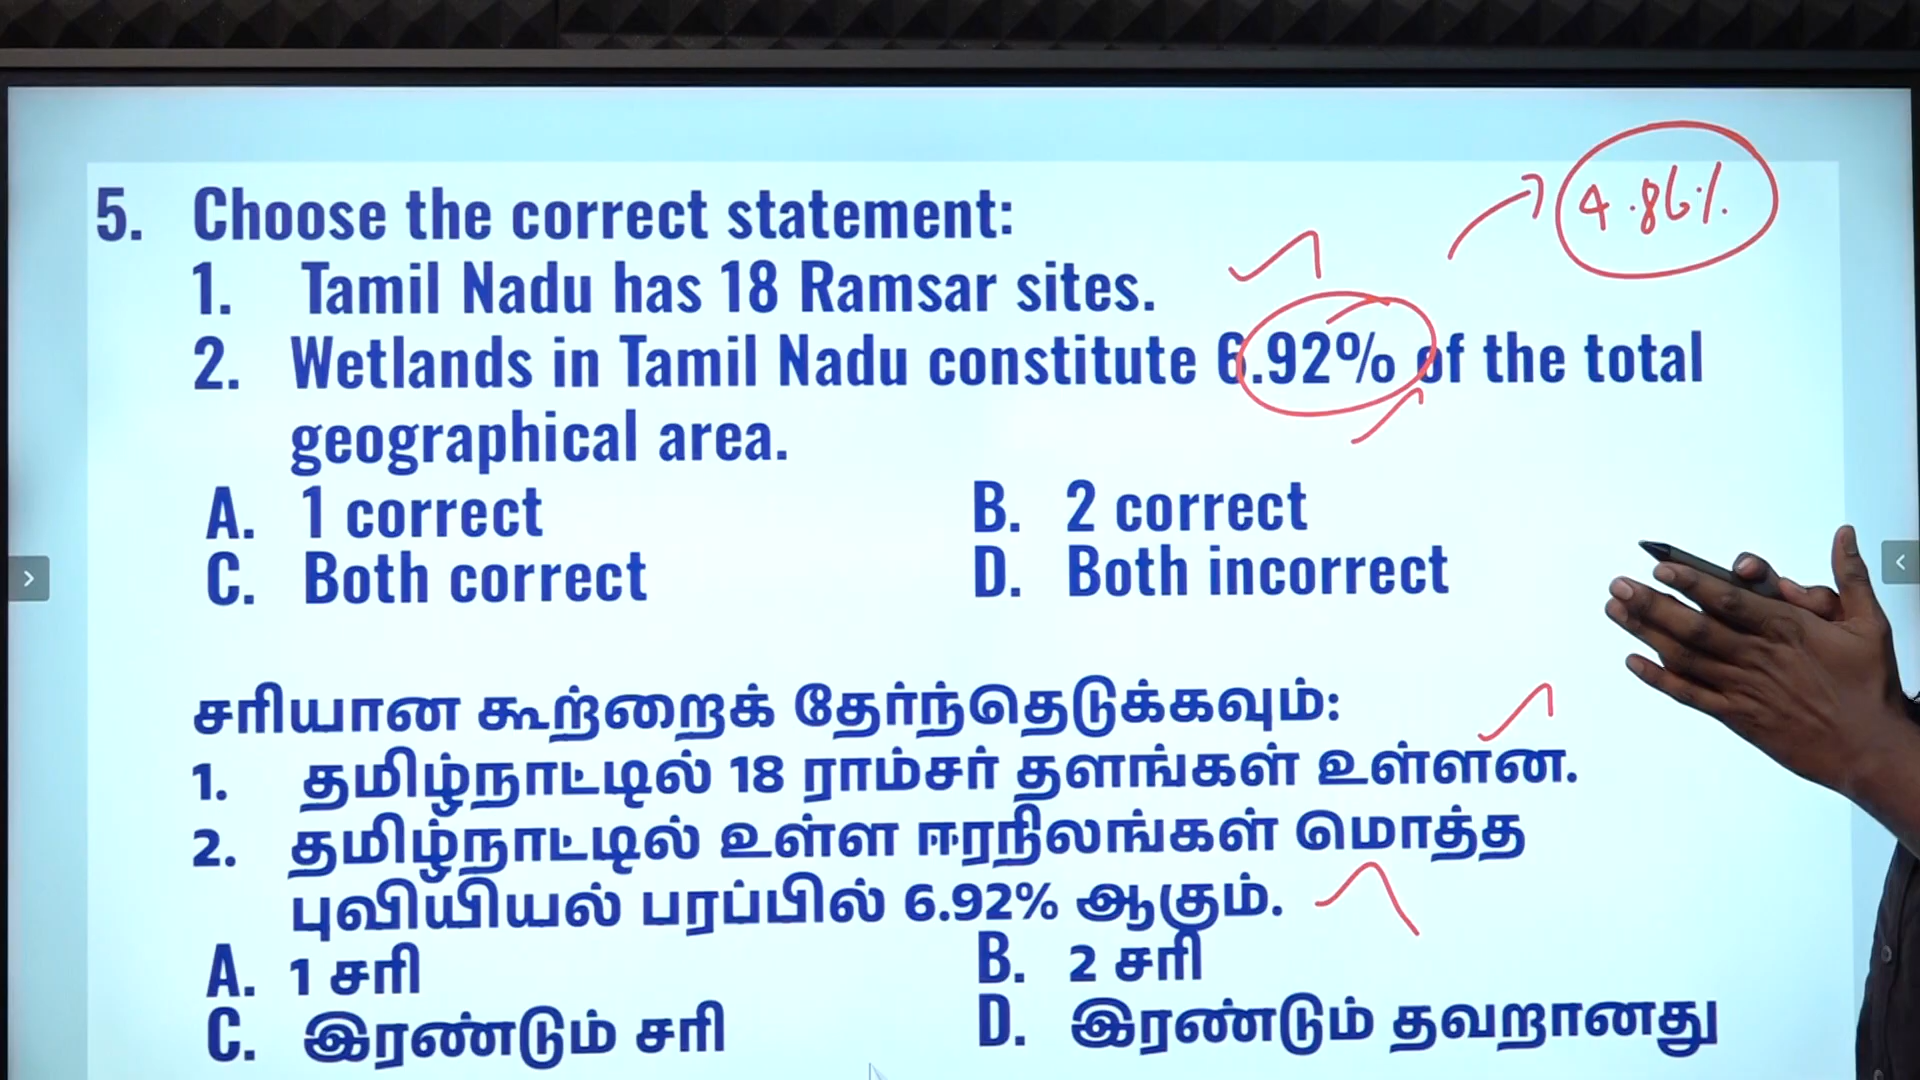 4.86%
5. Choose the correct statement:
1. Tamil Nadu has 18 Ramsar sites.
2. Wetlands in Tamil Nadu constitute 6.92% of the total
geographical area.
A. 1 correct B. 2 correct
C. Both correct D. Both incorrect
சரியான கூற்றைக் தேர்ந்தெடுக்கவும்:
1. தமிழ்நாட்டில் 18 ராம்சர் தளங்கள் உள்ளன.
2. தமிழ்நாட்டில் உள்ள ஈரநிலங்கள் மொத்த
புவியியல் பரப்பில் 6.92% ஆகும்.
A. 1 சரி B. 2 சரி
C. இரண்டும் சரி D. இரண்டும் தவறானது